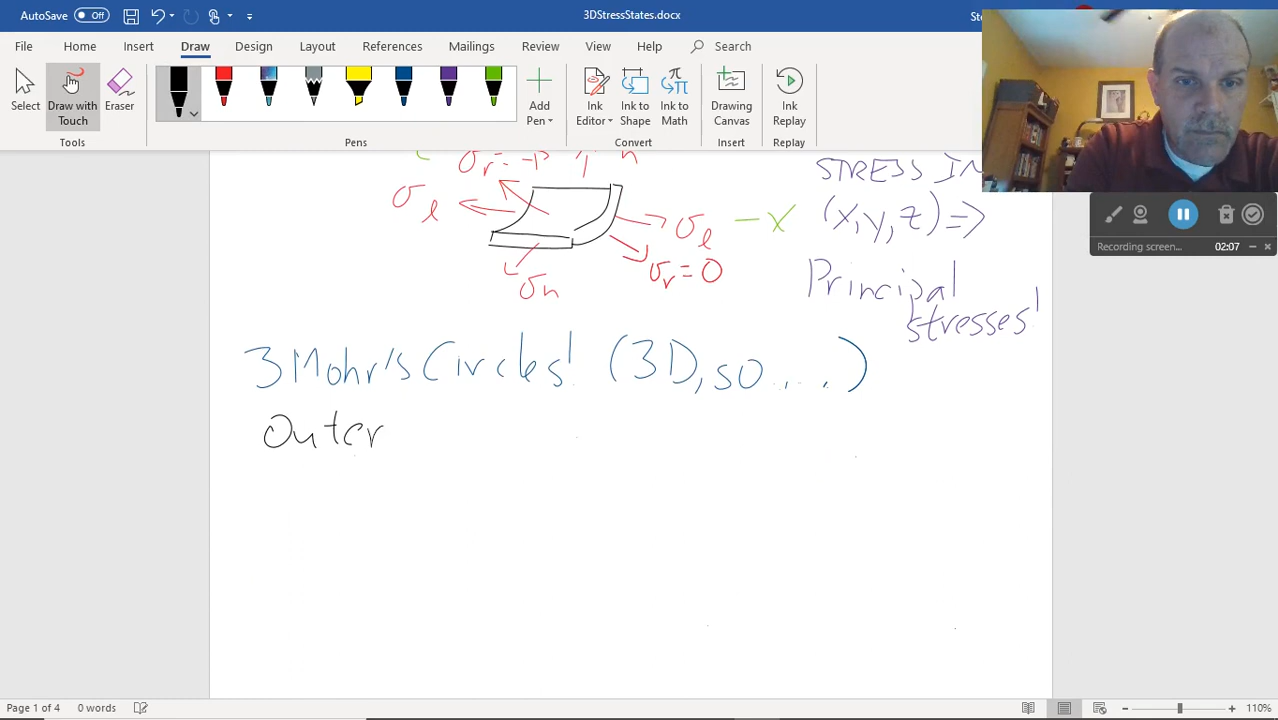 AutoSave Off
3DStressStates.docx
File Home Insert Draw Design Layout References Mailings Review View Help Search
Select
Draw with Touch
Eraser
Add Pen
Ink Editor
Ink to Shape
Ink to Math
Drawing Canvas
Ink Replay
Tools Pens Convert Insert Replay
Recording screen... 02:07
σr = -P
h
STRESS IN
σl
σl
-x
(x,y,z) =>
σr = 0
σh
Principal
stresses!
3 Mohr's Circles! (3D, so ....)
Outer
Page 1 of 4 0 words
110%